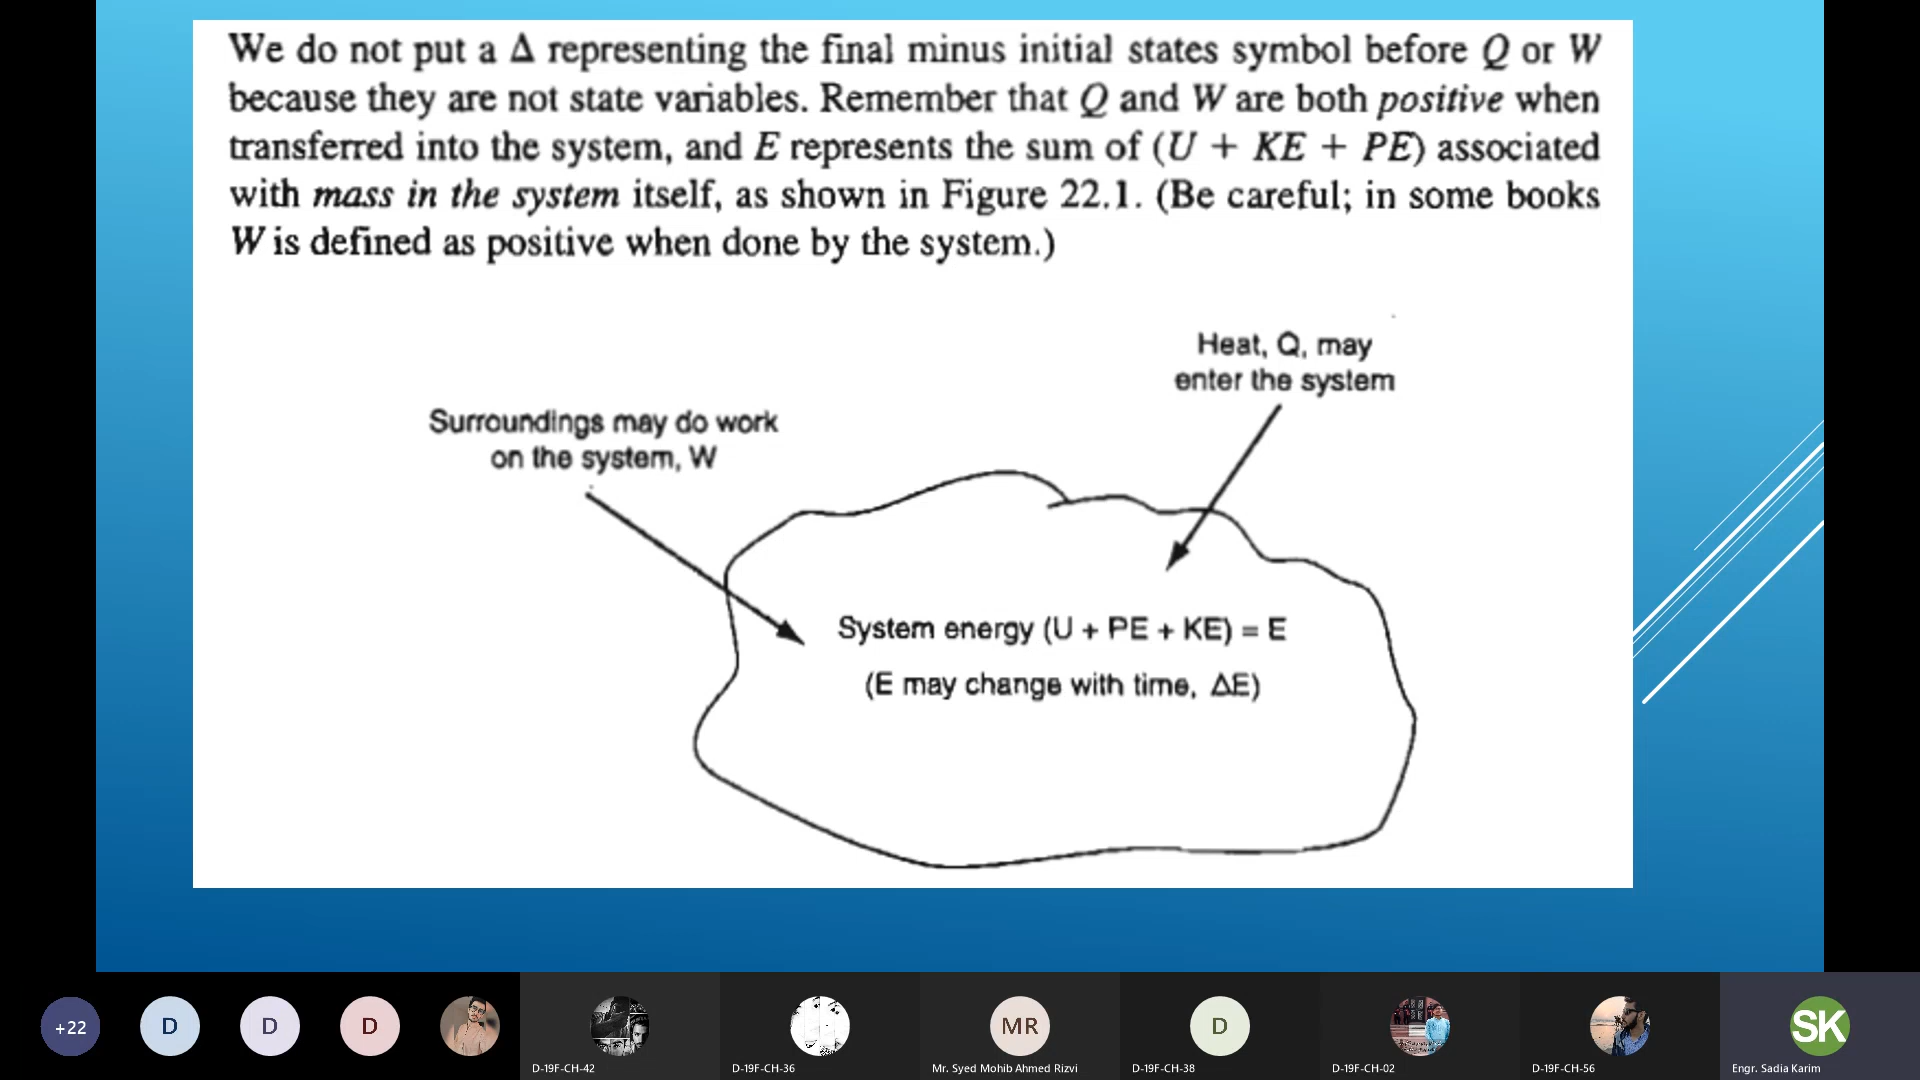 We do not put a Δ representing the final minus initial states symbol before Q or W
because they are not state variables. Remember that Q and W are both positive when
transferred into the system, and E represents the sum of (U + KE + PE) associated
with mass in the system itself, as shown in Figure 22.1. (Be careful; in some books
W is defined as positive when done by the system.)
Heat, Q, may
enter the system
Surroundings may do work
on the system, W
System energy (U + PE + KE) = E
(E may change with time, ΔE)
+22
D
D
D
D-19F-CH-42
D-19F-CH-36
MR
Mr. Syed Mohib Ahmed Rizvi
D
D-19F-CH-38
D-19F-CH-02
D-19F-CH-56
SK
Engr. Sadia Karim